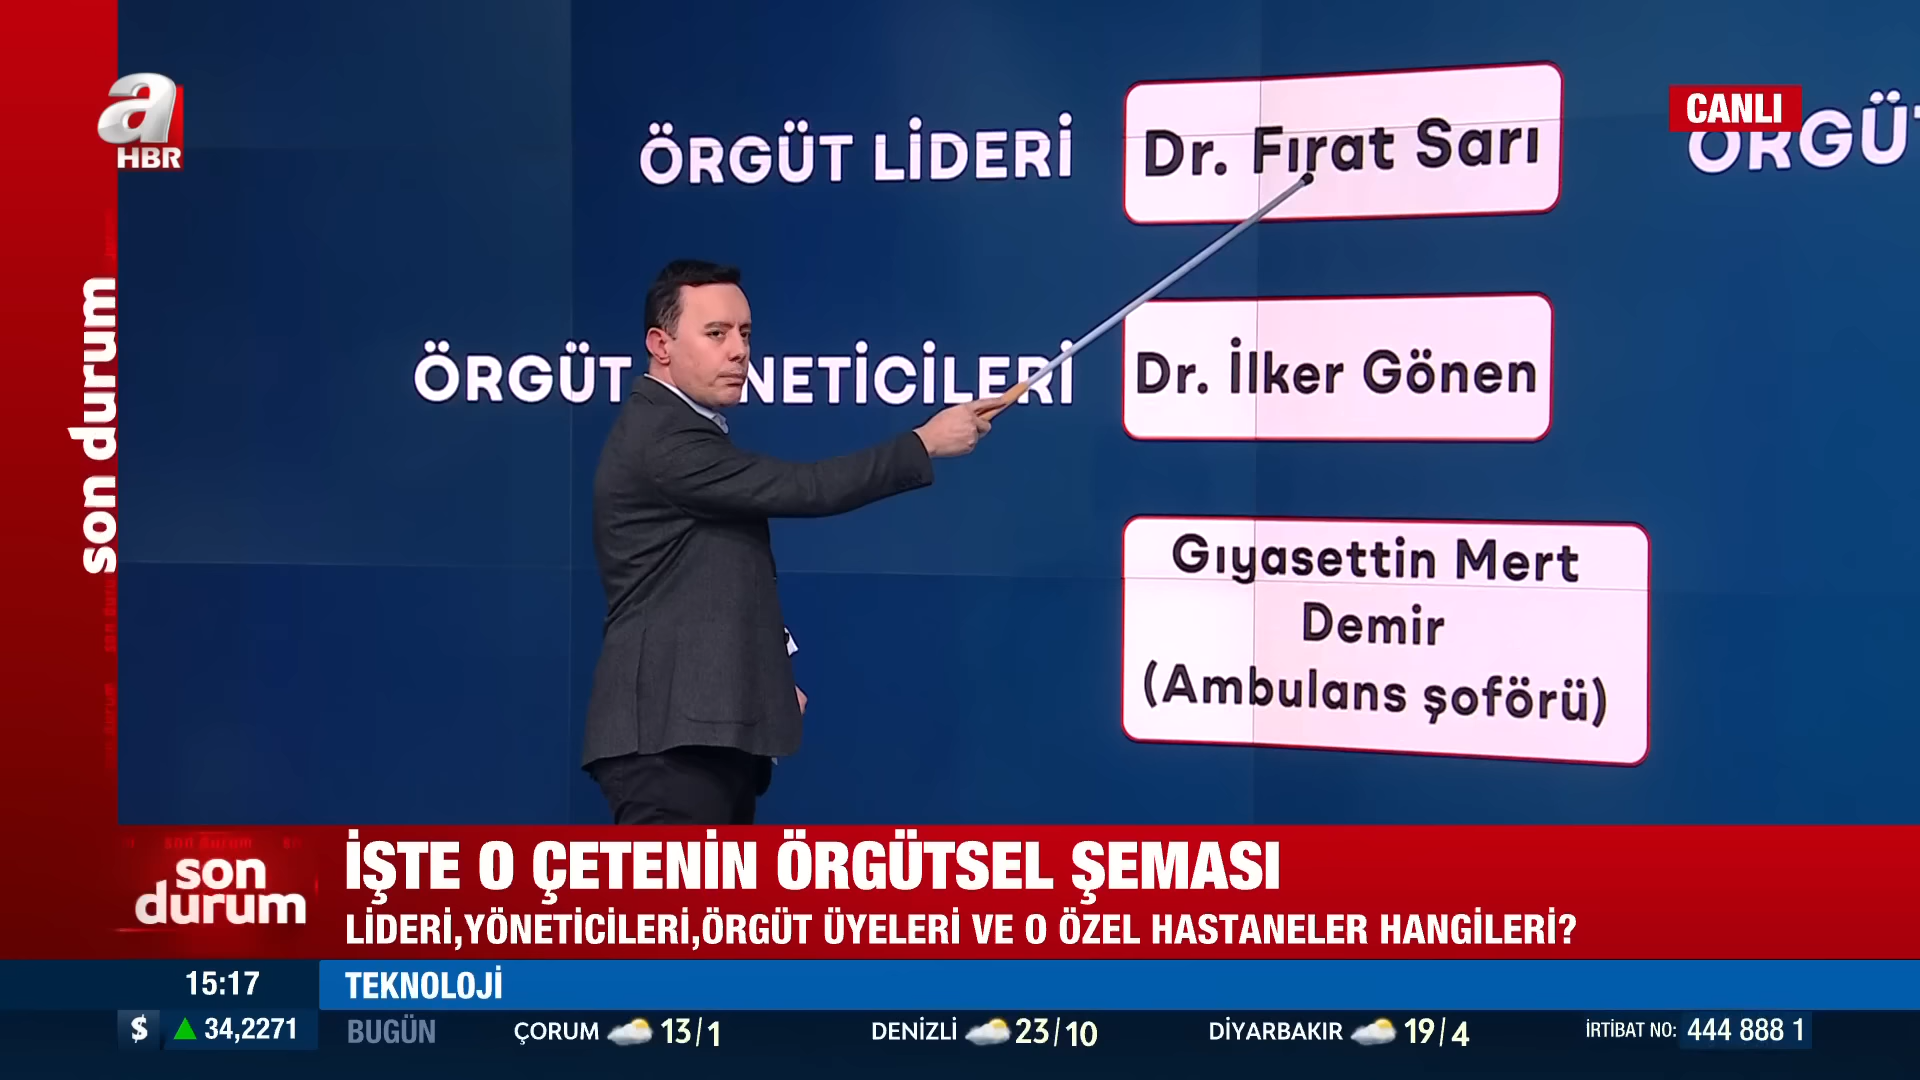 a
HBR
CANLI
ÖRGÜT LİDERİ
Dr. Fırat Sarı
ÖRGÜ
ÖRGÜT NETİCİLERİ
Dr. İlker Gönen
Gıyasettin Mert
Demir
(Ambulans şoförü)
son durum
son
durum
İŞTE O ÇETENİN ÖRGÜTSEL ŞEMASI
LİDERİ,YÖNETİCİLERİ,ÖRGÜT ÜYELERİ VE O ÖZEL HASTANELER HANGİLERİ?
15:17
TEKNOLOJİ
$ 34,2271
BUGÜN
ÇORUM 13/1
DENİZLİ 23/10
DİYARBAKIR 19/4
İRTİBAT NO: 444 888 1